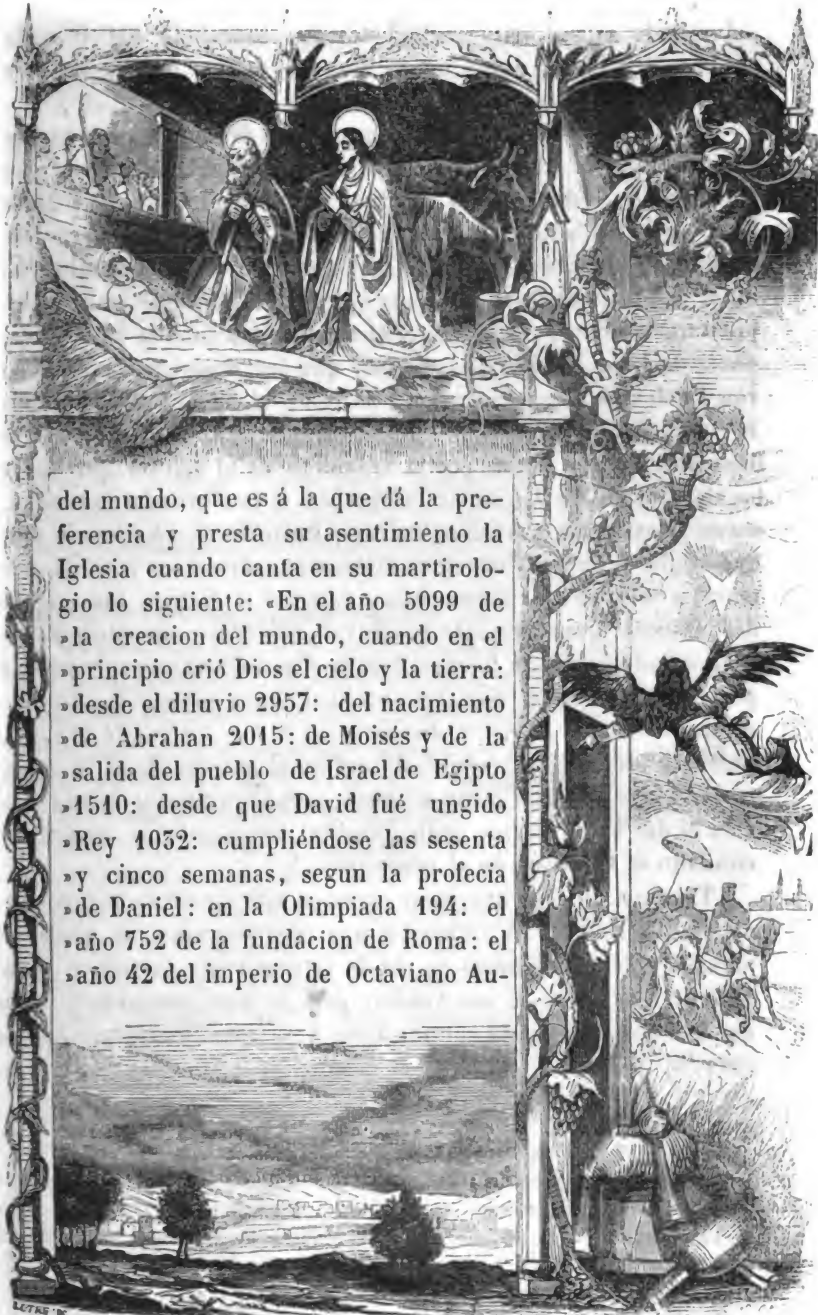 del mundo, que es á la que dá la pre-
ferencia y presta su asentimiento la
Iglesia cuando canta en su martirolo-
gio lo siguiente: «En el año 5099 de
»la creacion del mundo, cuando en el
»principio crió Dios el cielo y la tierra:
»desde el diluvio 2957: del nacimiento
»de Abrahan 2015: de Moisés y de la
»salida del pueblo de Israel de Egipto
»1510: desde que David fué ungido
»Rey 1032: cumpliéndose las sesenta
»y cinco semanas, segun la profecia
»de Daniel: en la Olimpiada 194: el
»año 752 de la fundacion de Roma: el
»año 42 del imperio de Octaviano Au-